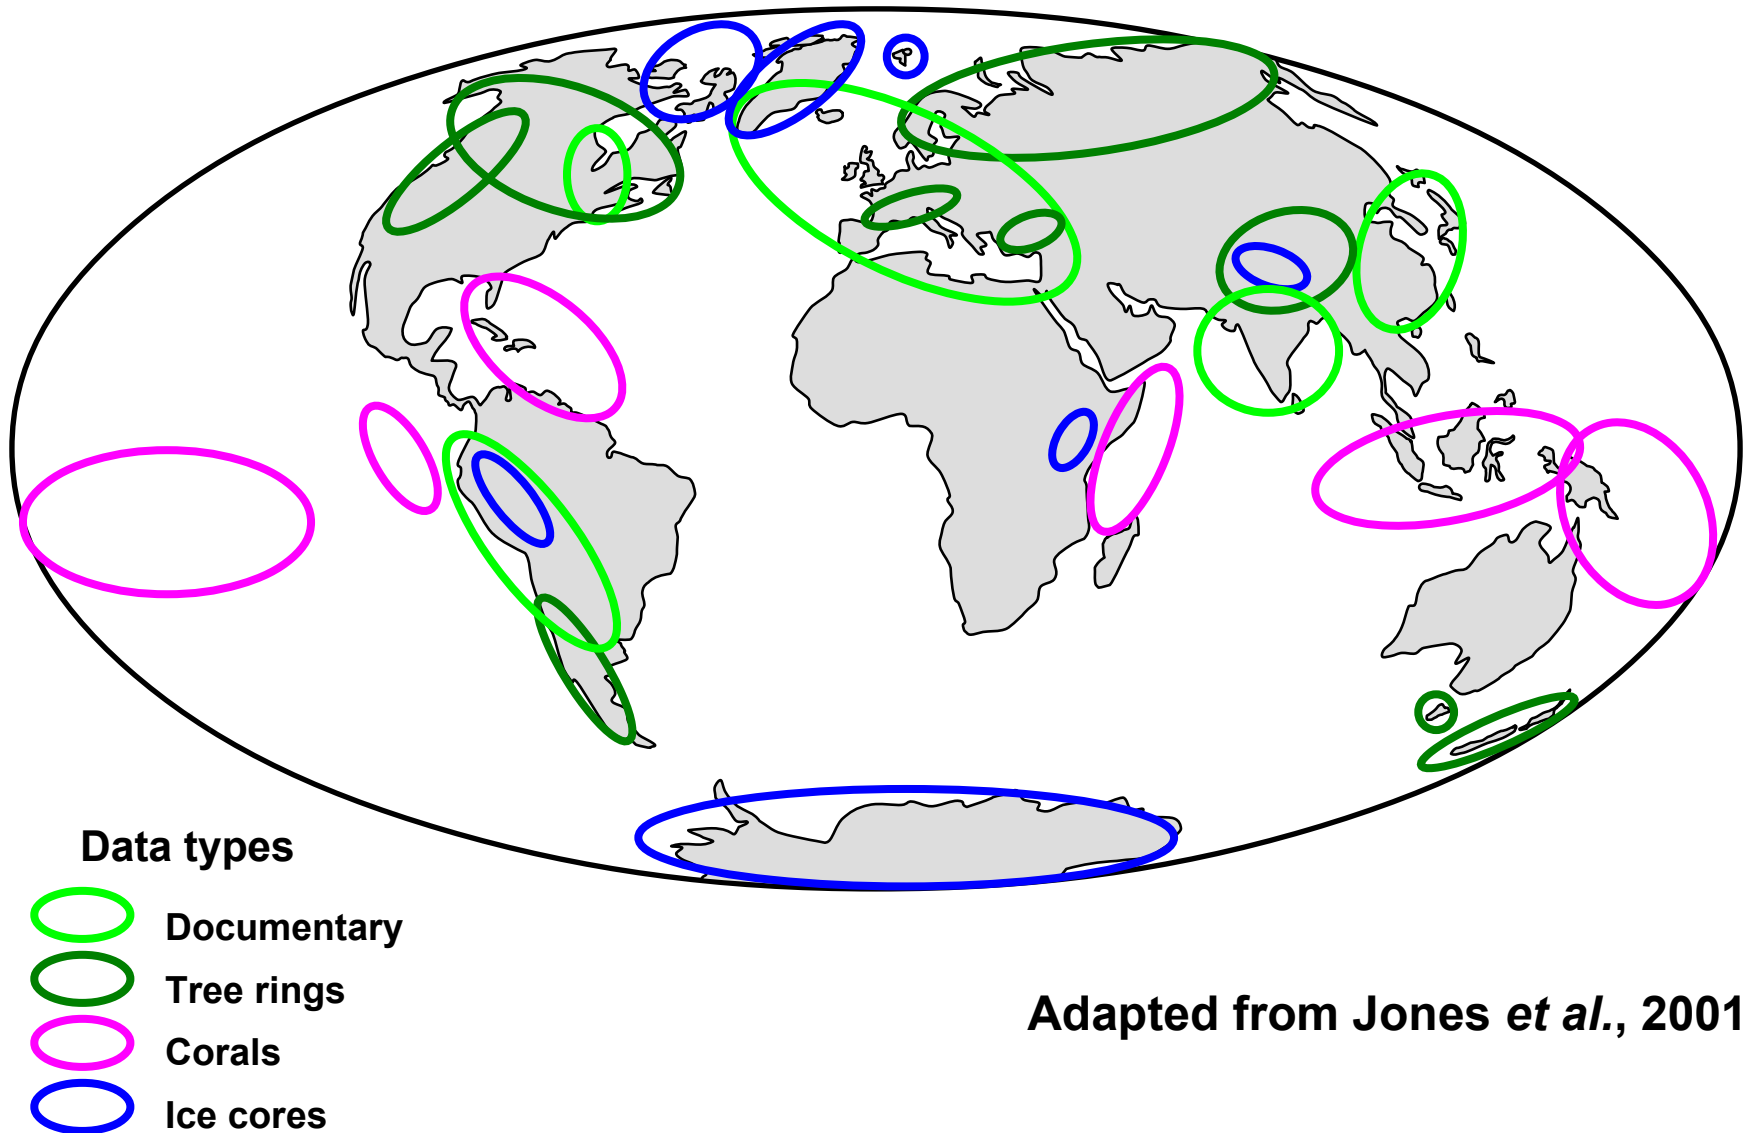 Data types
Documentary
Tree rings
Corals
Ice cores
Adapted from Jones et al., 2001